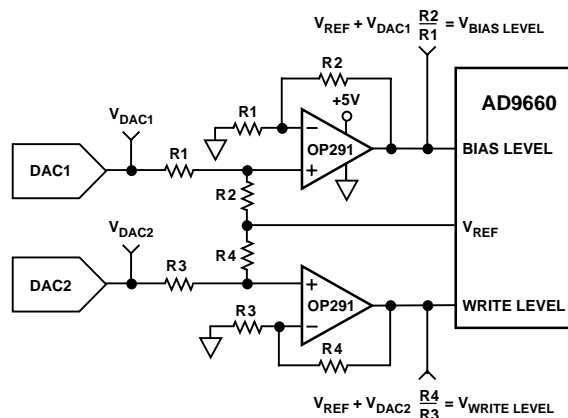 V_REF + V_DAC1 R2/R1 = V_BIAS LEVEL
R2
+5V
AD9660
R1
V_DAC1
−
OP291
BIAS LEVEL
DAC1
R1
+
R2
V_REF
V_DAC2
R4
DAC2
R3
+
OP291
WRITE LEVEL
R3
−
R4
V_REF + V_DAC2 R4/R3 = V_WRITE LEVEL